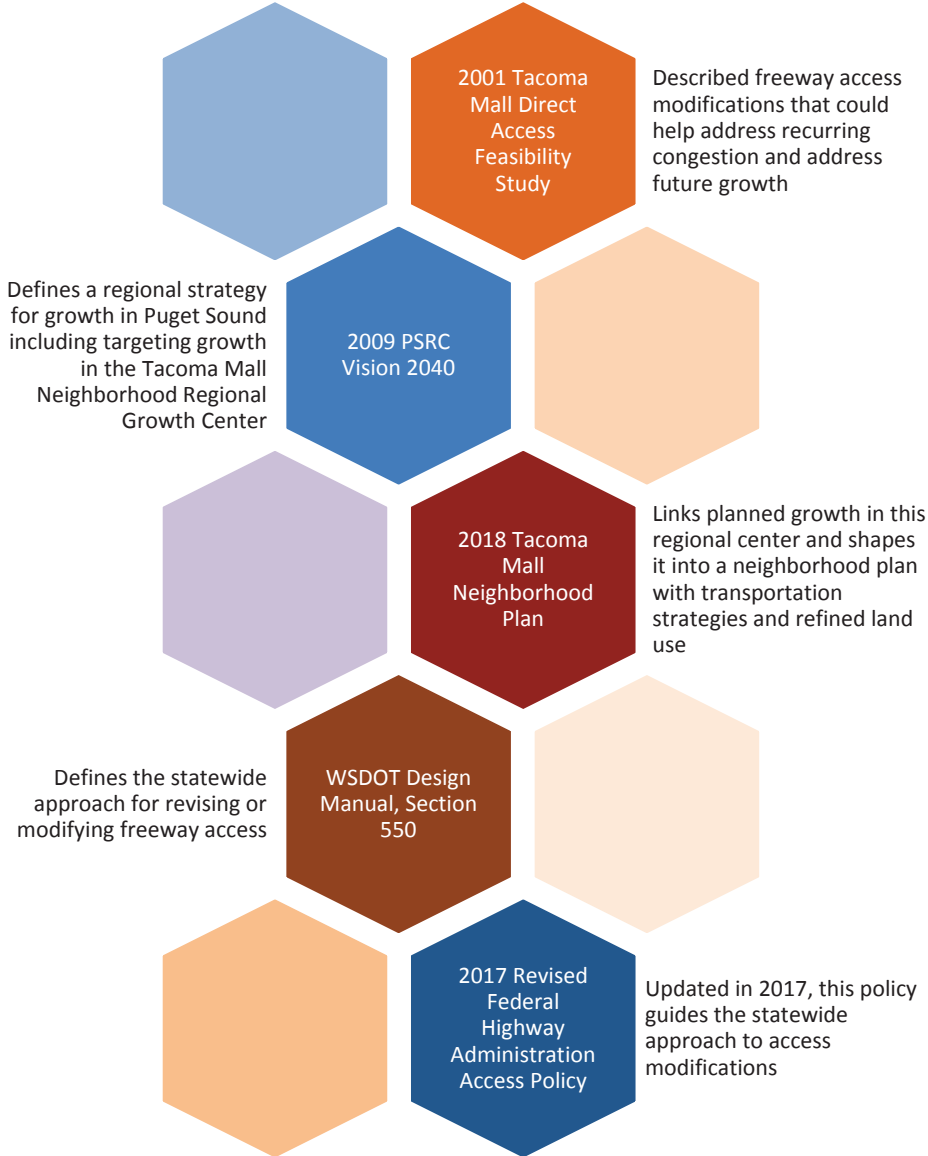 2001 Tacoma
Mall Direct
Access
Feasibility
Study
Described freeway access
modifications that could
help address recurring
congestion and address
future growth
Defines a regional strategy
for growth in Puget Sound
including targeting growth
in the Tacoma Mall
Neighborhood Regional
Growth Center
2009 PSRC
Vision 2040
2018 Tacoma
Mall
Neighborhood
Plan
Links planned growth in this
regional center and shapes
it into a neighborhood plan
with transportation
strategies and refined land
use
Defines the statewide
approach for revising or
modifying freeway access
WSDOT Design
Manual, Section
550
2017 Revised
Federal
Highway
Administration
Access Policy
Updated in 2017, this policy
guides the statewide
approach to access
modifications